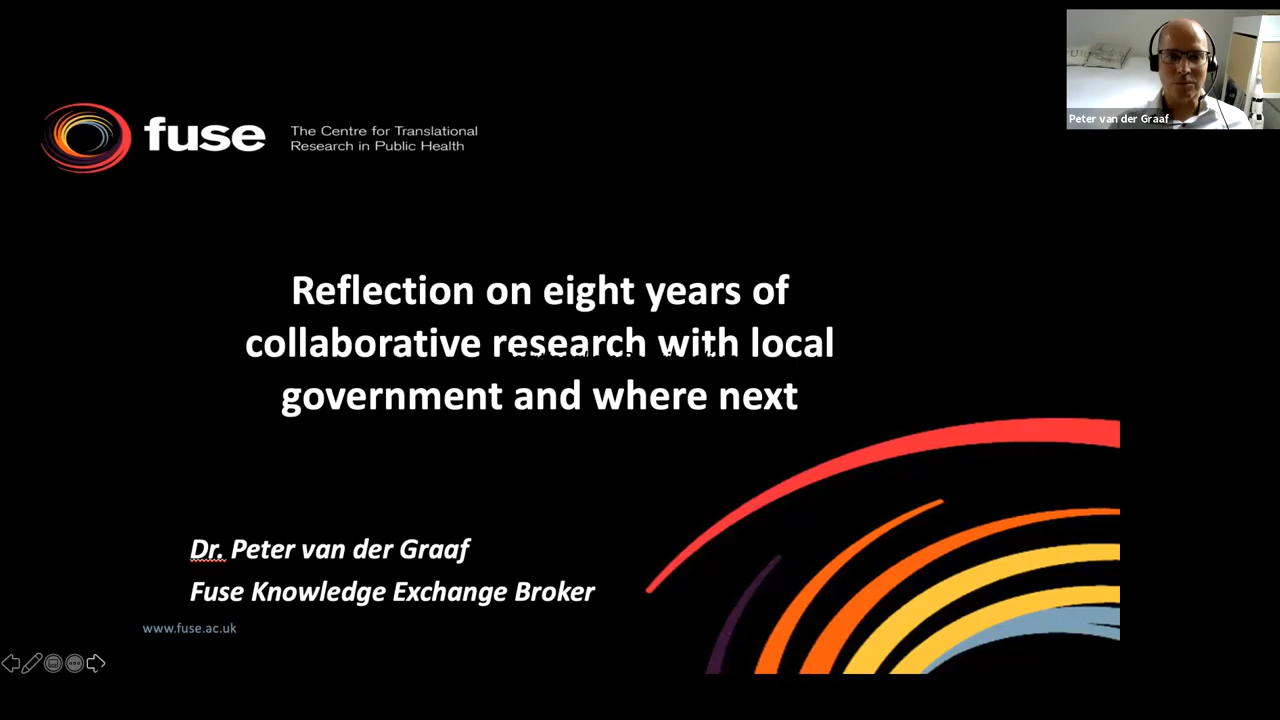 fuse
The Centre for Translational
Research in Public Health
Peter van der Graaf
Reflection on eight years of
collaborative research with local
government and where next
Dr. Peter van der Graaf
Fuse Knowledge Exchange Broker
www.fuse.ac.uk